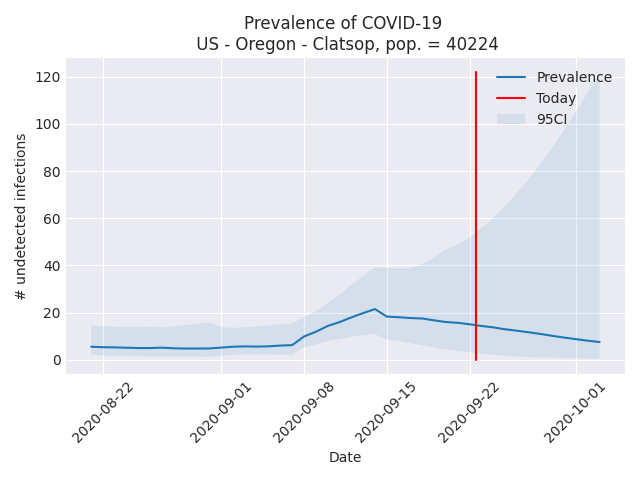 Prevalence of COVID-19
US - Oregon - Clatsop, pop. = 40224
120
100
80
60
40
20
0
# undetected infections
Prevalence
Today
95CI
2020-08-22
2020-09-01
2020-09-08
2020-09-15
2020-09-22
2020-10-01
Date